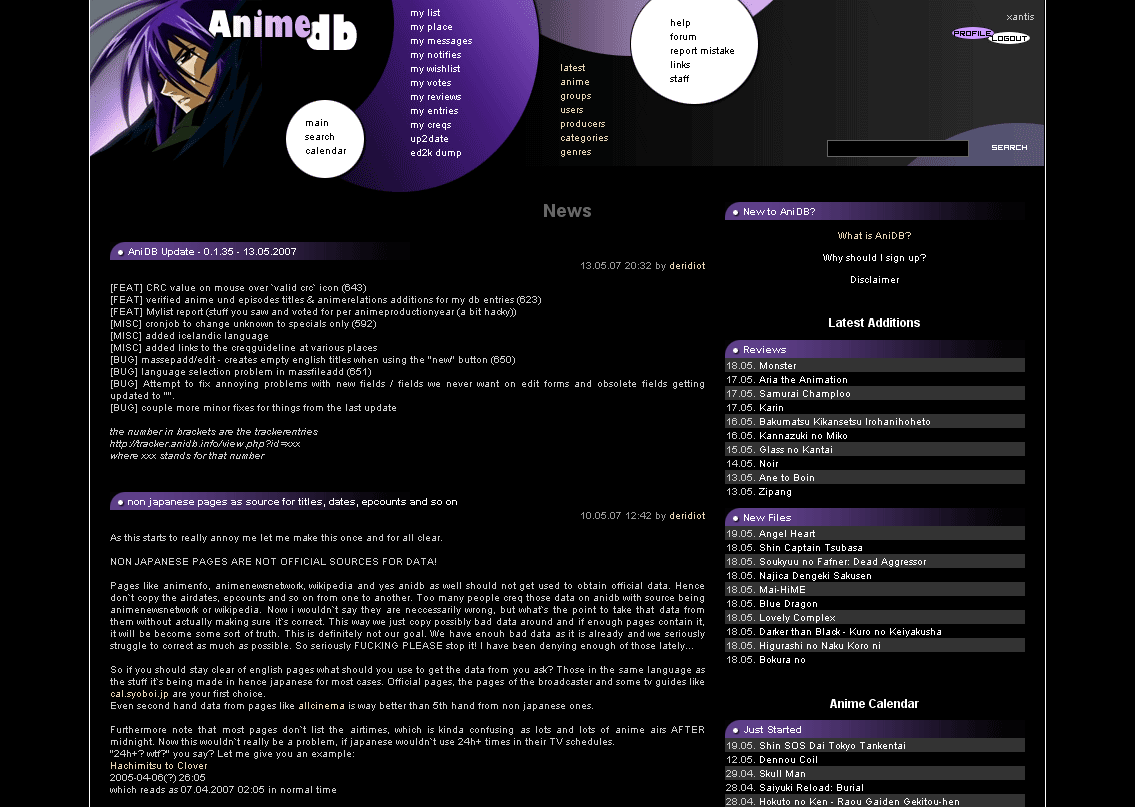 Animedb
my list
my place
my messages
my notifies
my wishlist
my votes
my reviews
my entries
my creqs
up2date
ed2k dump
main
search
calendar
latest
anime
groups
users
producers
categories
genres
help
forum
report mistake
links
staff
xantis
PROFILE
LOGOUT
SEARCH
News
AniDB Update - 0.1.35 - 13.05.2007
13.05.07 20:32 by deridiot
[FEAT] CRC value on mouse over `valid crc` icon (643)
[FEAT] verified anime und episodes titles & animerelations additions for my db entries (623)
[FEAT] Mylist report (stuff you saw and voted for per animeproductionyear (a bit hacky))
[MISC] cronjob to change unknown to specials only (592)
[MISC] added icelandic language
[MISC] added links to the creqguideline at various places
[BUG] massepadd/edit - creates empty english titles when using the "new" button (650)
[BUG] language selection problem in massfileadd (651)
[BUG] Attempt to fix annoying problems with new fields / fields we never want on edit forms and obsolete fields getting
updated to "".
[BUG] couple more minor fixes for things from the last update
the number in brackets are the trackerentries
http://tracker.anidb.info/view.php?id=xxx
where xxx stands for that number
non japanese pages as source for titles, dates, epcounts and so on
10.05.07 12:42 by deridiot
As this starts to really annoy me let me make this once and for all clear.
NON JAPANESE PAGES ARE NOT OFFICIAL SOURCES FOR DATA!
Pages like animenfo, animenewsnetwork, wikipedia and yes anidb as well should not get used to obtain official data. Hence
don`t copy the airdates, epcounts and so on from one to another. Too many people creq those data on anidb with source being
animenewsnetwork or wikipedia. Now i wouldn`t say they are neccessarily wrong, but what`s the point to take that data from
them without actually making sure it`s correct. This way we just copy possibly bad data around and if enough pages contain it,
it will be become some sort of truth. This is definitely not our goal. We have enouh bad data as it is already and we seriously
struggle to correct as much as possible. So seriously FUCKING PLEASE stop it! I have been denying enough of those lately...
So if you should stay clear of english pages what should you use to get the data from you ask? Those in the same language as
the stuff it`s being made in hence japanese for most cases. Official pages, the pages of the broadcaster and some tv guides like
cal.syoboi.jp are your first choice.
Even second hand data from pages like allcinema is way better than 5th hand from non japanese ones.
Furthermore note that most pages don`t list the airtimes, which is kinda confusing as lots and lots of anime airs AFTER
midnight. Now this wouldn`t really be a problem, if japanese wouldn`t use 24h+ times in their TV schedules.
"24h+? wtf?" you say? Let me give you an example:
Hachimitsu to Clover
2005-04-06(?) 26:05
which reads as 07.04.2007 02:05 in normal time
New to AniDB?
What is AniDB?
Why should I sign up?
Disclaimer
Latest Additions
Reviews
18.05. Monster
17.05. Aria the Animation
17.05. Samurai Champloo
17.05. Karin
16.05. Bakumatsu Kikansetsu Irohanihoheto
16.05. Kannazuki no Miko
15.05. Glass no Kantai
14.05. Noir
13.05. Ane to Boin
13.05. Zipang
New Files
19.05. Angel Heart
18.05. Shin Captain Tsubasa
18.05. Soukyuu no Fafner: Dead Aggressor
18.05. Najica Dengeki Sakusen
18.05. Mai-HiME
18.05. Blue Dragon
18.05. Lovely Complex
18.05. Darker than Black - Kuro no Keiyakusha
18.05. Higurashi no Naku Koro ni
18.05. Bokura no
Anime Calendar
Just Started
19.05. Shin SOS Dai Tokyo Tankentai
12.05. Dennou Coil
29.04. Skull Man
28.04. Saiyuki Reload: Burial
28.04. Hokuto no Ken - Raou Gaiden Gekitou-hen